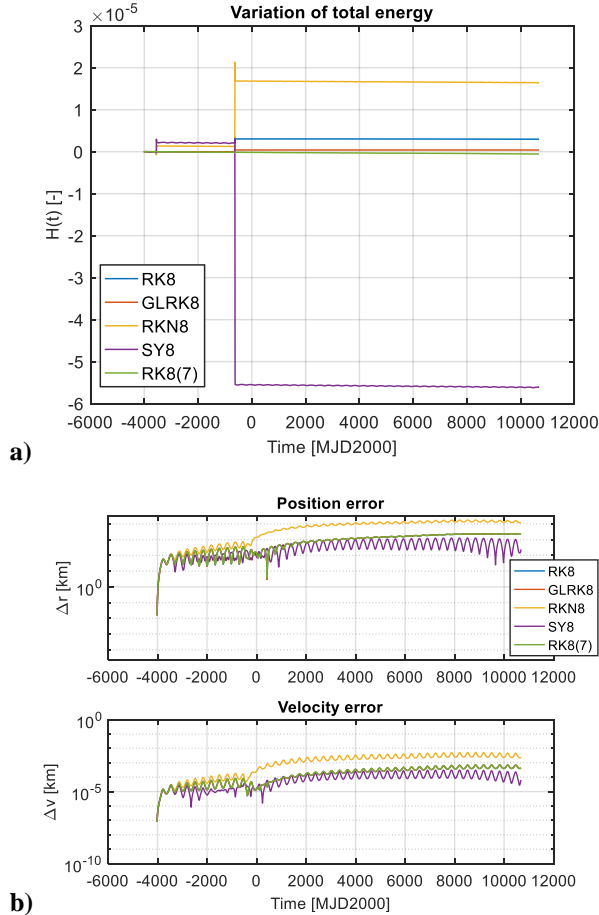 Variation of total energy
×10-5
3
2
1
0
-1
-2
-3
-4
-5
-6
H(t) [-]
RK8
GLRK8
RKN8
SY8
RK8(7)
-6000 -4000 -2000 0 2000 4000 6000 8000 10000 12000
Time [MJD2000]
a)
Position error
100
Δr [km]
RK8
GLRK8
RKN8
SY8
RK8(7)
-6000 -4000 -2000 0 2000 4000 6000 8000 10000 12000
Velocity error
100
10-5
10-10
Δv [km]
-6000 -4000 -2000 0 2000 4000 6000 8000 10000 12000
Time [MJD2000]
b)